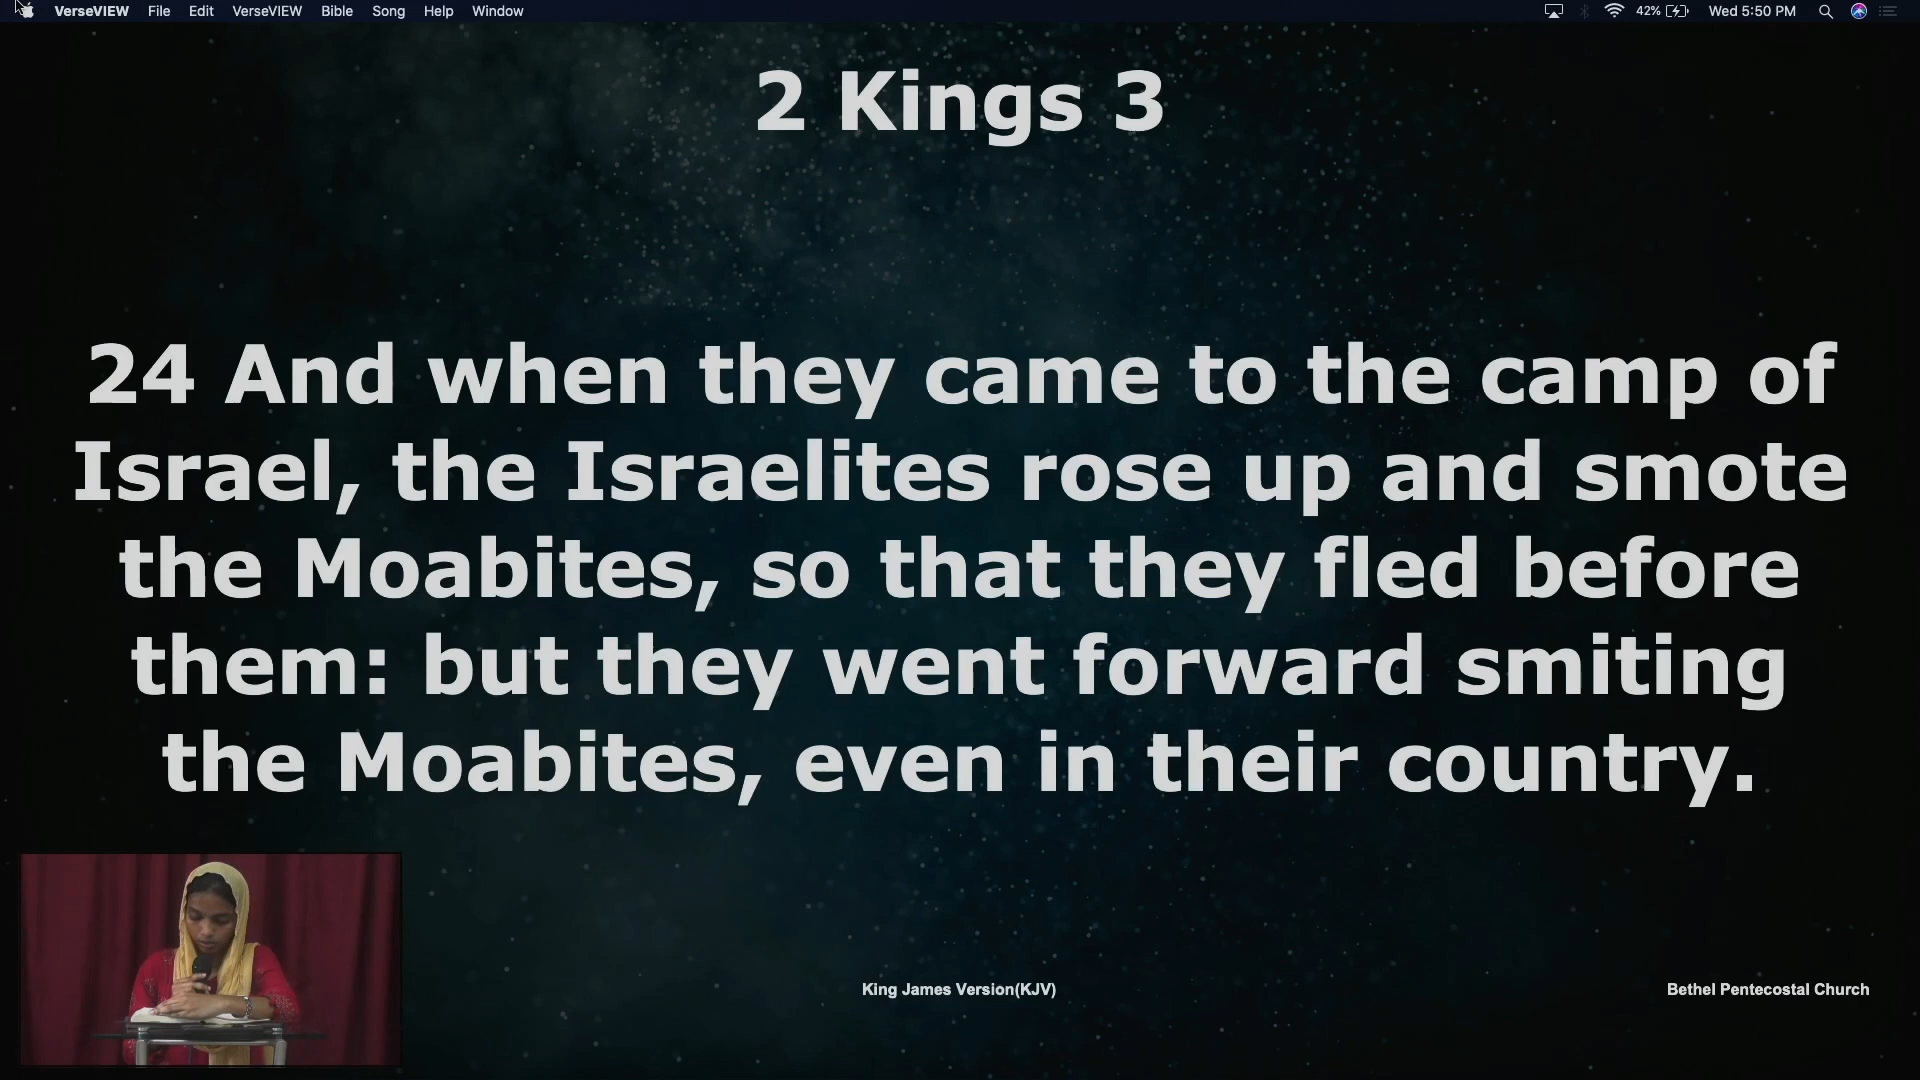 VerseVIEW File Edit VerseVIEW Bible Song Help Window 42% Wed 5:50 PM
2 Kings 3
24 And when they came to the camp of
Israel, the Israelites rose up and smote
the Moabites, so that they fled before
them: but they went forward smiting
the Moabites, even in their country.
King James Version(KJV)
Bethel Pentecostal Church